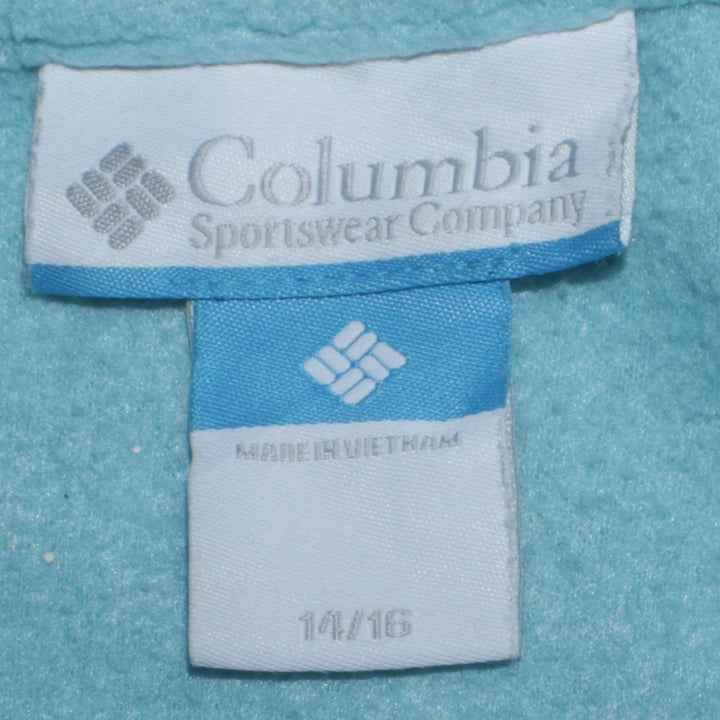 Columbia
Sportswear Company
MADE IN VIETNAM
14/16